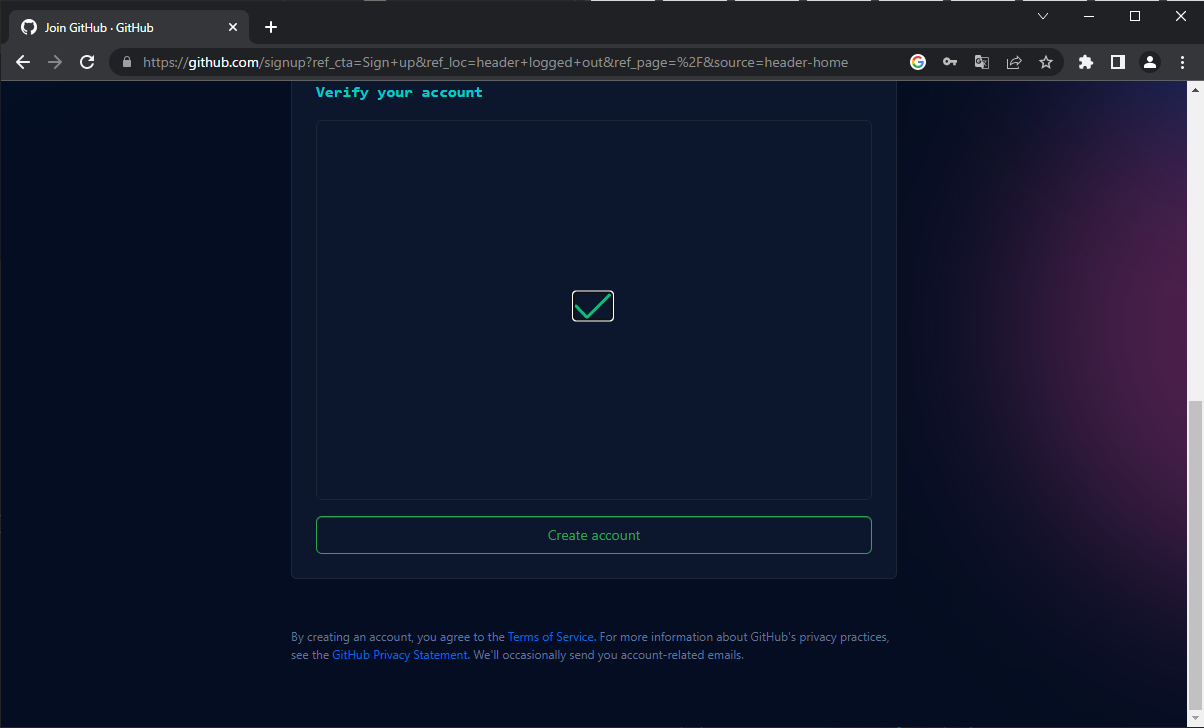 Join GitHub · GitHub
https://github.com/signup?ref_cta=Sign+up&ref_loc=header+logged+out&ref_page=%2F&source=header-home
Verify your account
Create account
By creating an account, you agree to the Terms of Service. For more information about GitHub's privacy practices,
see the GitHub Privacy Statement. We'll occasionally send you account-related emails.